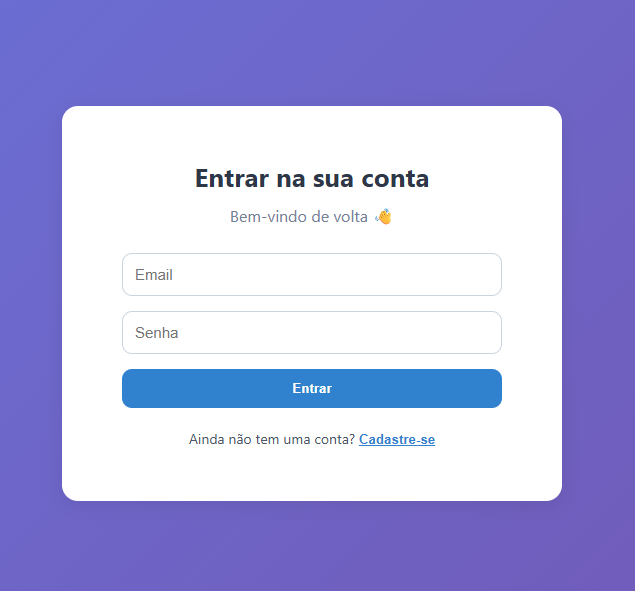 Entrar na sua conta
Bem-vindo de volta 👋
Email
Senha
Entrar
Ainda não tem uma conta? Cadastre-se